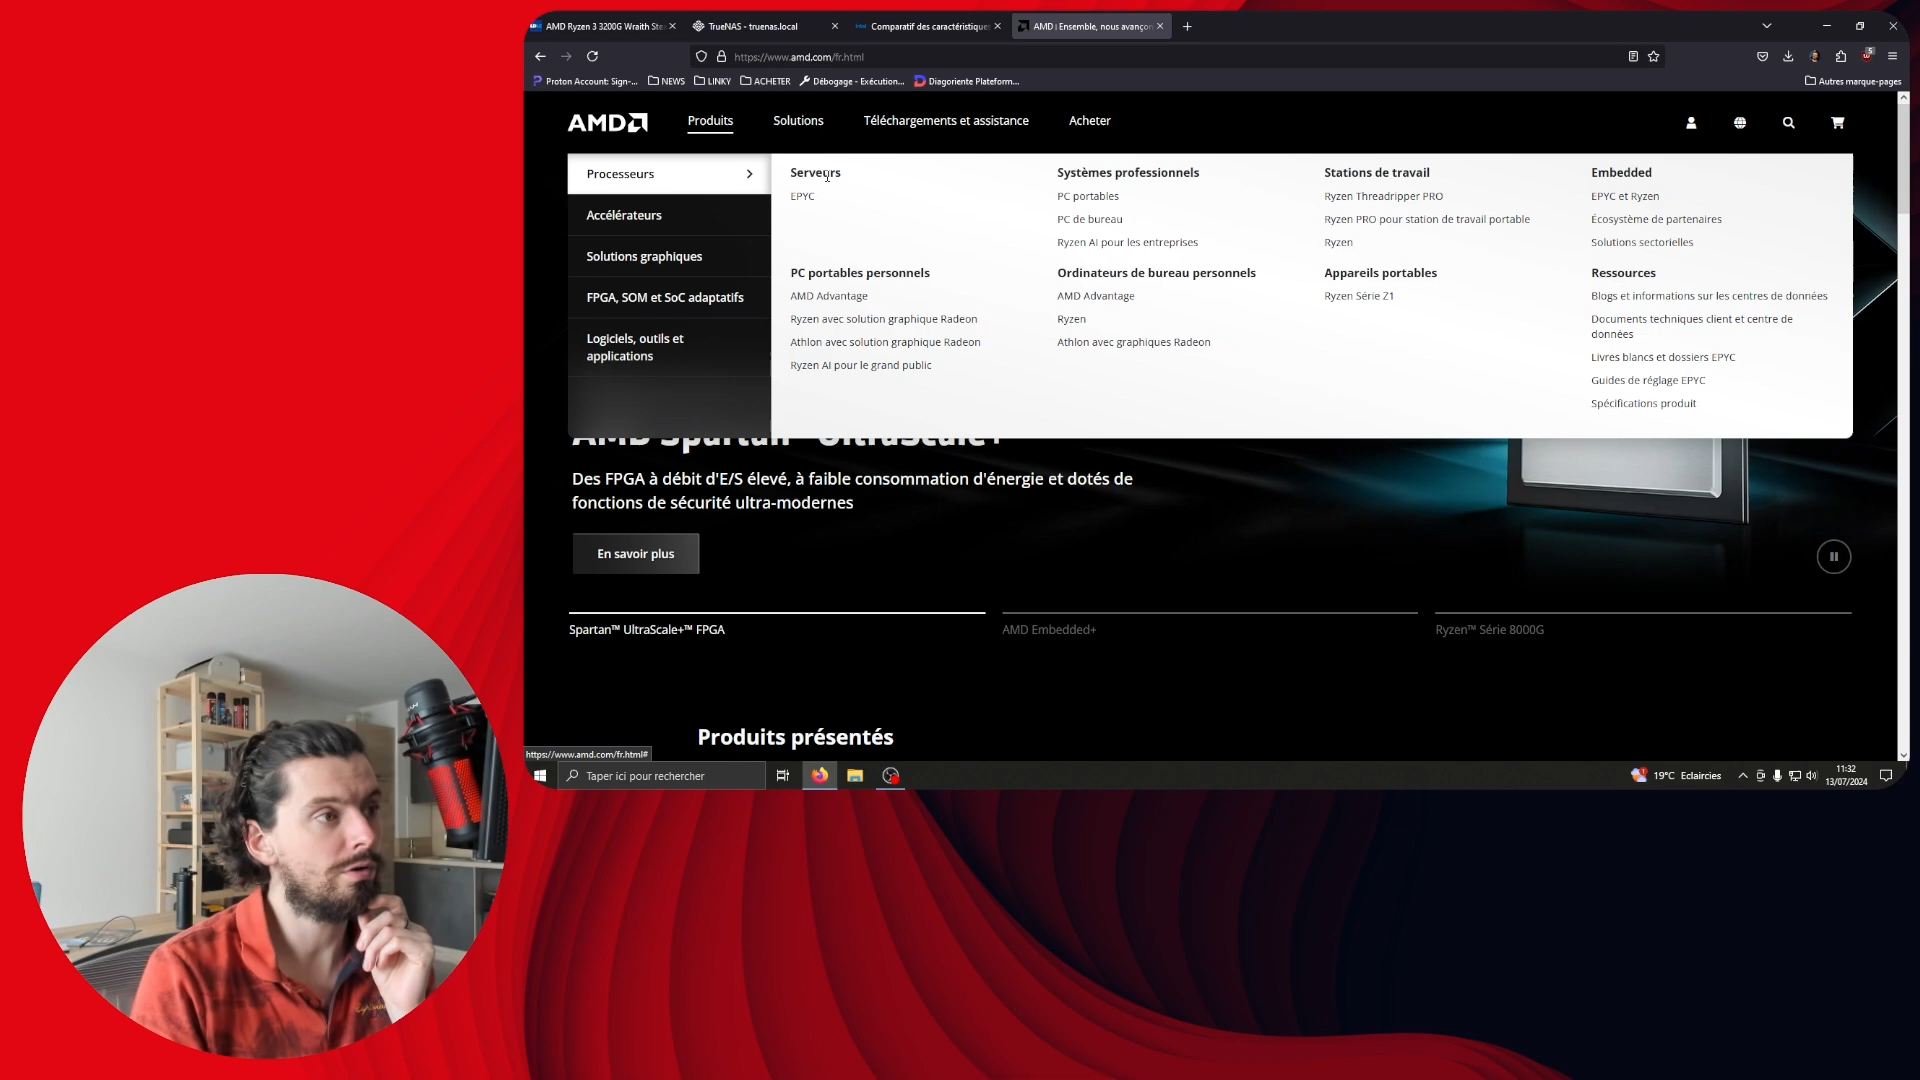 AMD Ryzen 3 3200G Wraith Ste
TrueNAS - truenas.local
Comparatif des caractéristiques
AMD ៖ Ensemble, nous avanço
https://www.amd.com/fr.html
5
Proton Account: Sign-...
NEWS
LINKY
ACHETER
Débogage - Exécution...
Diagoriente Plateform...
Autres marque-pages
AMD
Produits
Solutions
Téléchargements et assistance
Acheter
Processeurs
Accélérateurs
Solutions graphiques
FPGA, SOM et SoC adaptatifs
Logiciels, outils et
applications
Serveurs
EPYC
Systèmes professionnels
PC portables
PC de bureau
Ryzen AI pour les entreprises
Stations de travail
Ryzen Threadripper PRO
Ryzen PRO pour station de travail portable
Ryzen
Embedded
EPYC et Ryzen
Écosystème de partenaires
Solutions sectorielles
PC portables personnels
AMD Advantage
Ryzen avec solution graphique Radeon
Athlon avec solution graphique Radeon
Ryzen AI pour le grand public
Ordinateurs de bureau personnels
AMD Advantage
Ryzen
Athlon avec graphiques Radeon
Appareils portables
Ryzen Série Z1
Ressources
Blogs et informations sur les centres de données
Documents techniques client et centre de
données
Livres blancs et dossiers EPYC
Guides de réglage EPYC
Spécifications produit
AMD Spartan™ UltraScale+™
Des FPGA à débit d'E/S élevé, à faible consommation d'énergie et dotés de
fonctions de sécurité ultra-modernes
En savoir plus
Spartan™ UltraScale+™ FPGA
AMD Embedded+
Ryzen™ Série 8000G
Produits présentés
https://www.amd.com/fr.html#
Taper ici pour rechercher
1
19°C Eclaircies
11:32
13/07/2024